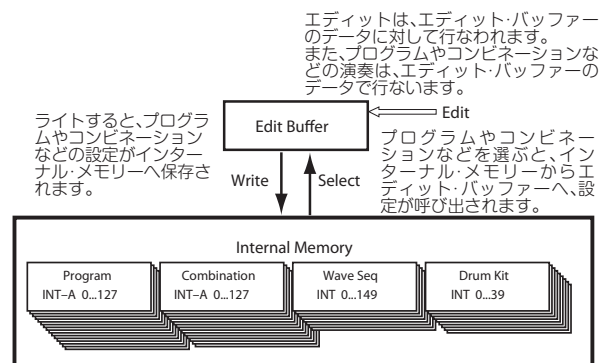 エディットは、エディット・バッファー
のデータに対して行なわれます。
また、プログラムやコンビネーションな
どの演奏は、エディット・バッファーの
データで行ないます。
ライトすると、プログラ
ムやコンビネーション
などの設定がインター
ナル・メモリーへ保存さ
れます。
Edit Buffer
Edit
プログラムやコンビネー
ションなどを選ぶと、イン
ターナル・メモリーからエ
ディット・バッファーへ、設
定が呼び出されます。
Write
Select
Internal Memory
Program
INT–A 0...127
Combination
INT–A 0...127
Wave Seq
INT 0...149
Drum Kit
INT 0...39